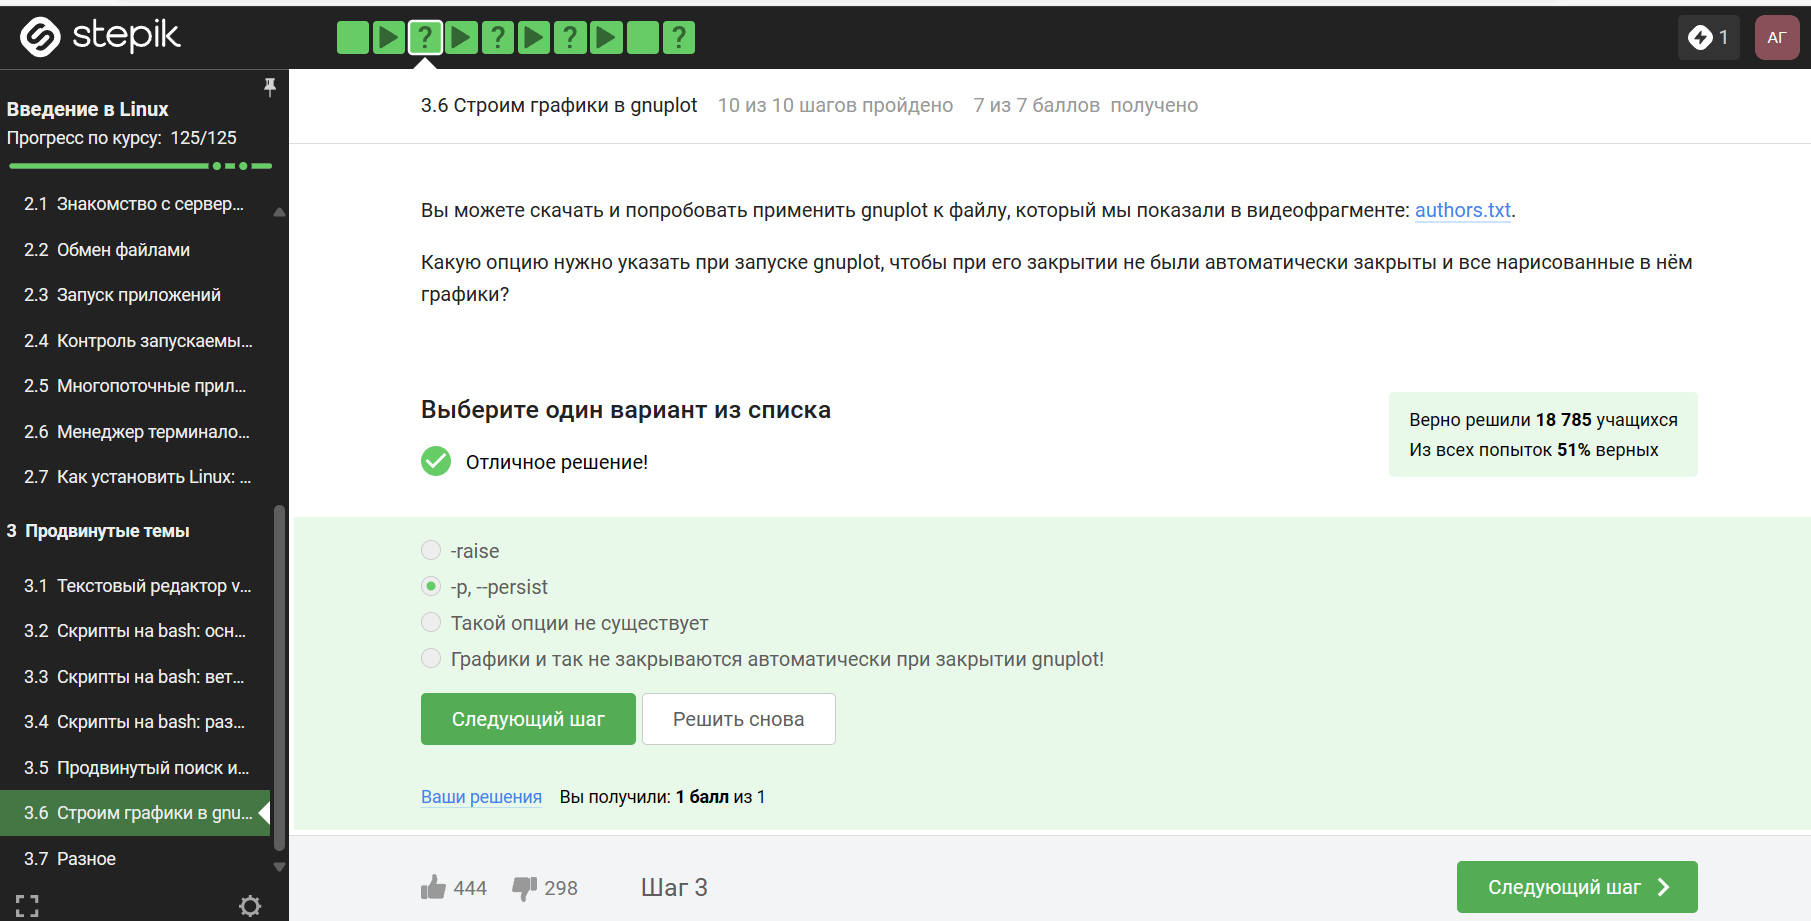 stepik
?
?
?
?
1
АГ
Введение в Linux
Прогресс по курсу: 125/125
2.1 Знакомство с сервер...
2.2 Обмен файлами
2.3 Запуск приложений
2.4 Контроль запускаемы...
2.5 Многопоточные прил...
2.6 Менеджер терминало...
2.7 Как установить Linux: ...
3 Продвинутые темы
3.1 Текстовый редактор v...
3.2 Скрипты на bash: осн...
3.3 Скрипты на bash: вет...
3.4 Скрипты на bash: раз...
3.5 Продвинутый поиск и...
3.6 Строим графики в gnu...
3.7 Разное
3.6 Строим графики в gnuplot 10 из 10 шагов пройдено 7 из 7 баллов получено
Вы можете скачать и попробовать применить gnuplot к файлу, который мы показали в видеофрагменте: authors.txt.
Какую опцию нужно указать при запуске gnuplot, чтобы при его закрытии не были автоматически закрыты и все нарисованные в нём
графики?
Выберите один вариант из списка
Отличное решение!
Верно решили 18 785 учащихся
Из всех попыток 51% верных
-raise
-p, --persist
Такой опции не существует
Графики и так не закрываются автоматически при закрытии gnuplot!
Следующий шаг
Решить снова
Ваши решения Вы получили: 1 балл из 1
444
298
Шаг 3
Следующий шаг